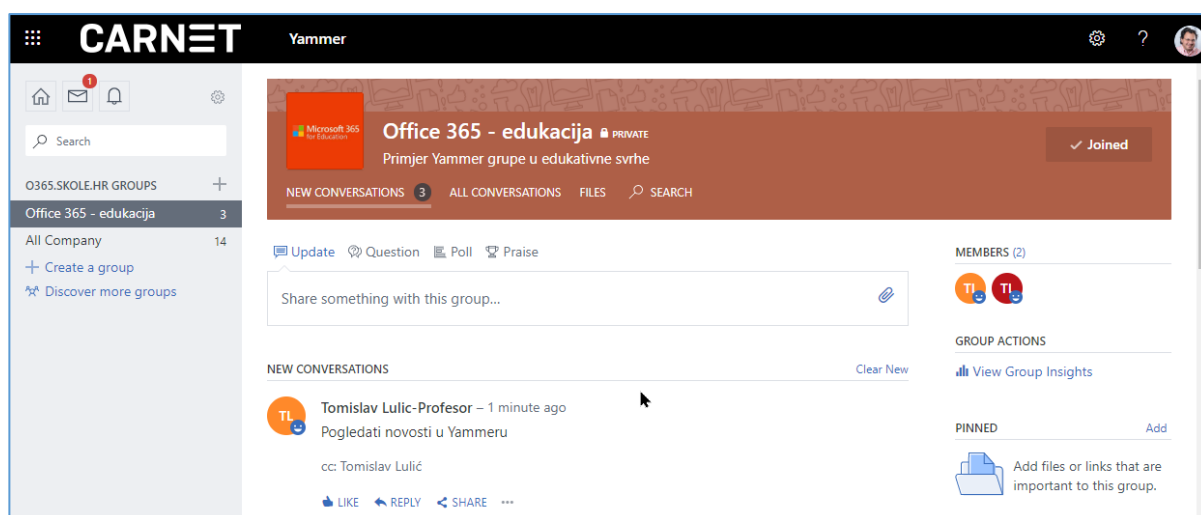 CARNET
Yammer
?
1
Search
O365.SKOLE.HR GROUPS
Office 365 - edukacija 3
All Company 14
Create a group
Discover more groups
Microsoft 365
for Education
Office 365 - edukacija PRIVATE
Primjer Yammer grupe u edukativne svrhe
Joined
NEW CONVERSATIONS 3 ALL CONVERSATIONS FILES SEARCH
Update Question Poll Praise
Share something with this group...
NEW CONVERSATIONS Clear New
TL
Tomislav Lulic-Profesor – 1 minute ago
Pogledati novosti u Yammeru
cc: Tomislav Lulić
LIKE REPLY SHARE ···
MEMBERS (2)
TL TL
GROUP ACTIONS
View Group Insights
PINNED Add
Add files or links that are
important to this group.